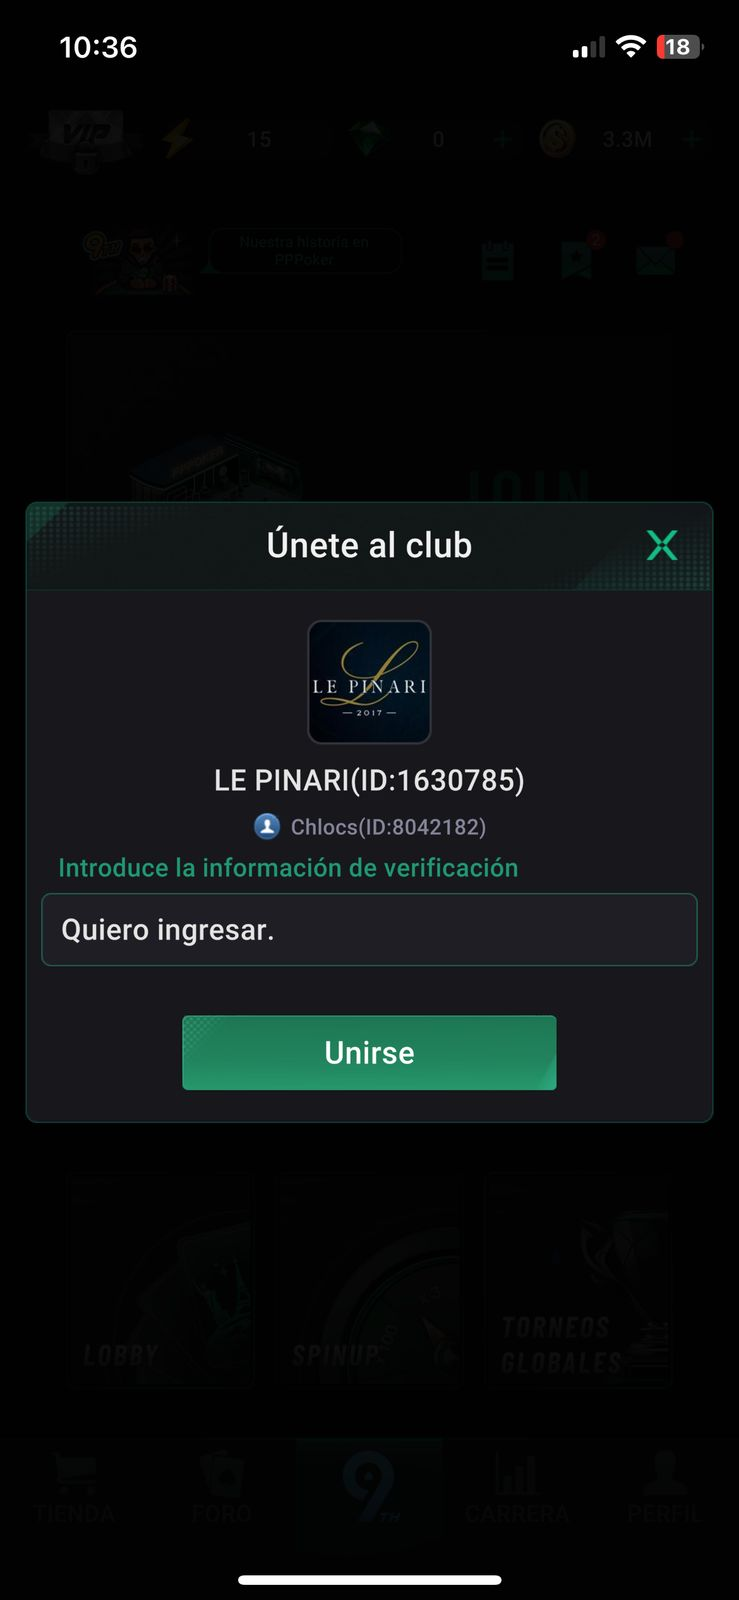 10:36
18
VIP
15
0
3.3M
Nuestra historia en
PPPoker
2
JOIN
Únete al club
L
LE PINARI
— 2017 —
LE PINARI(ID:1630785)
Chlocs(ID:8042182)
Introduce la información de verificación
Quiero ingresar.
Unirse
LOBBY
SPINUP
TORNEOS
GLOBALES
9TH
TIENDA
FORO
CARRERA
PERFIL